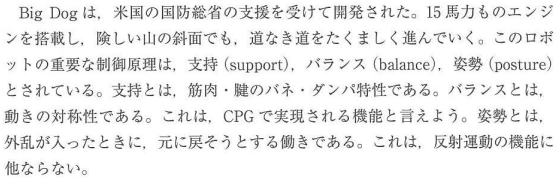 Big Dog は，米国の国防総省の支援を受けて開発された。15 馬力ものエンジ
ンを搭載し，険しい山の斜面でも，道なき道をたくましく進んでいく。このロボ
ットの重要な制御原理は，支持 (support)，バランス (balance)，姿勢 (posture)
とされている。支持とは，筋肉・腱のバネ・ダンパ特性である。バランスとは，
動きの対称性である。これは，CPG で実現される機能と言えよう。姿勢とは，
外乱が入ったときに，元に戻そうとする働きである。これは，反射運動の機能に
他ならない。